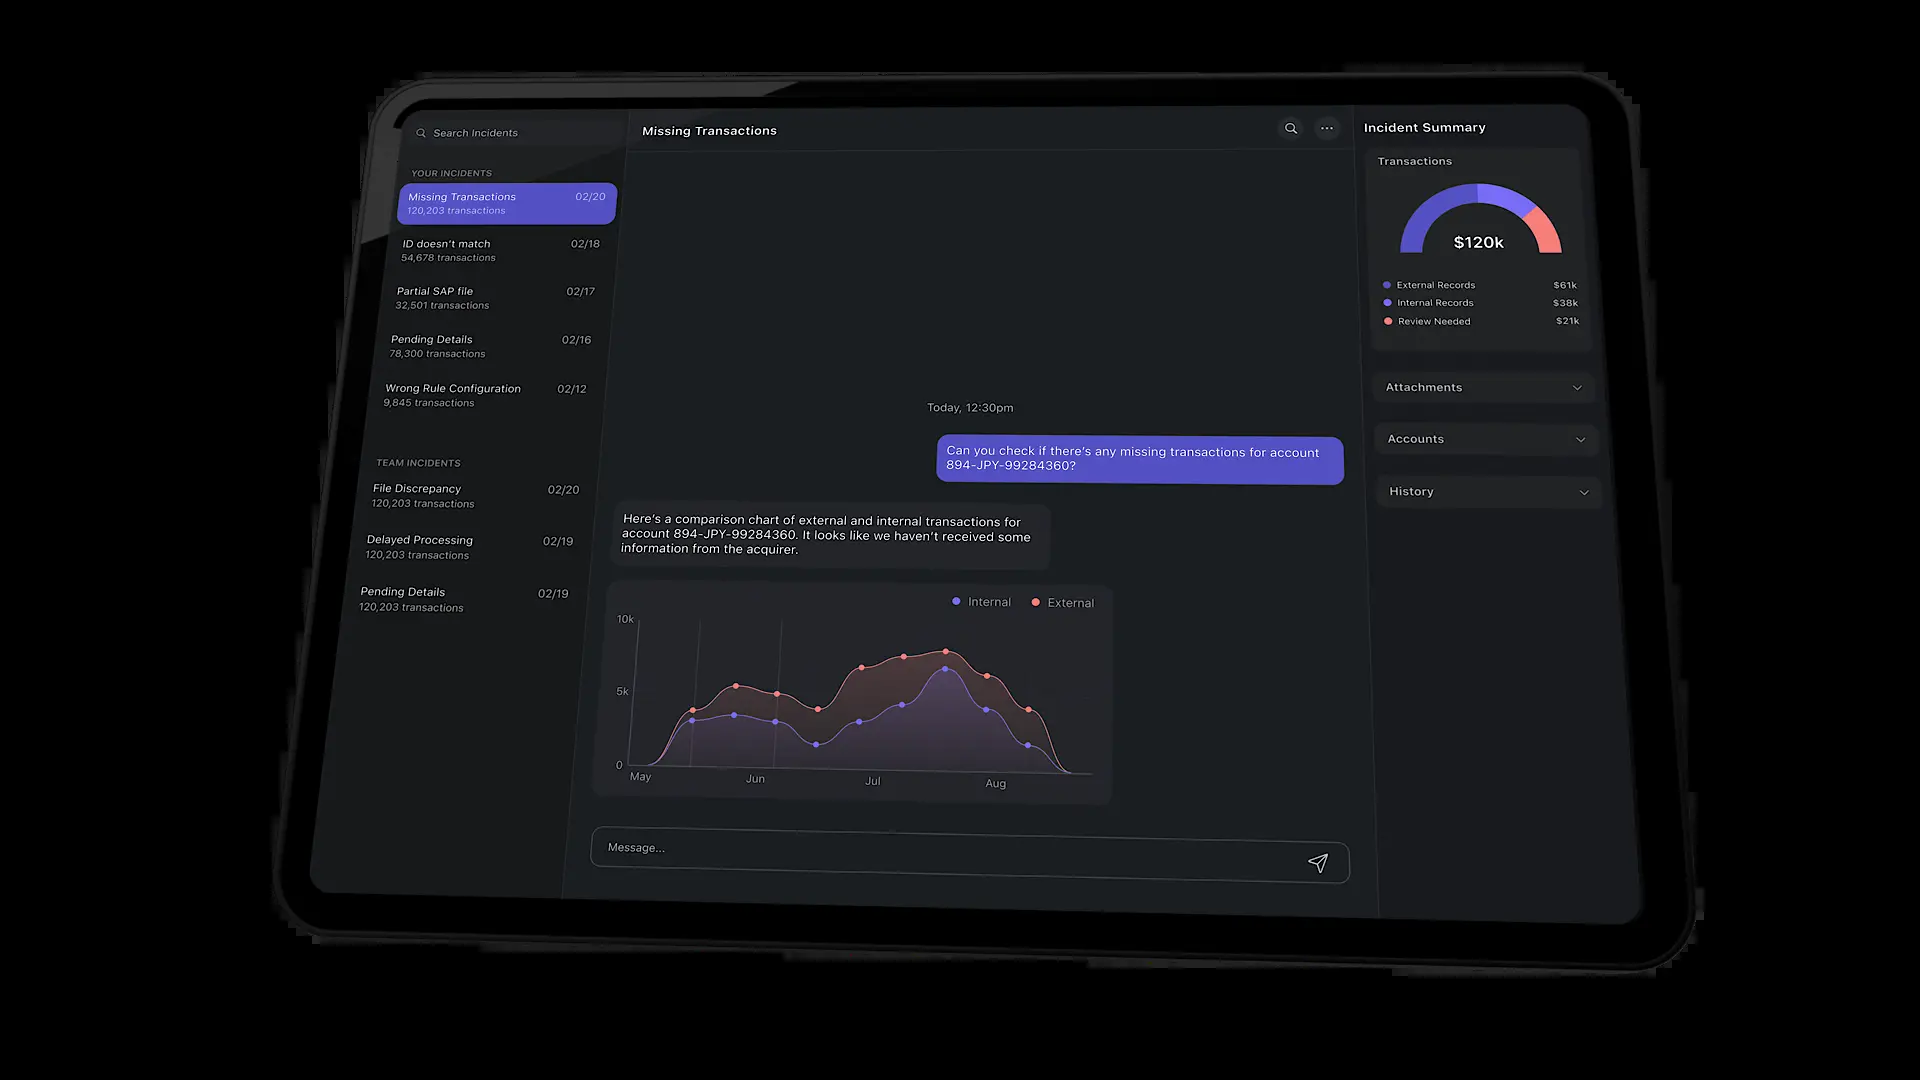 Search Incidents
YOUR INCIDENTS
Missing Transactions 02/20
120,203 transactions
ID doesn't match 02/18
54,678 transactions
Partial SAP file 02/17
32,501 transactions
Pending Details 02/16
78,300 transactions
Wrong Rule Configuration 02/12
9,845 transactions
TEAM INCIDENTS
File Discrepancy 02/20
120,203 transactions
Delayed Processing 02/19
120,203 transactions
Pending Details 02/19
120,203 transactions
Missing Transactions
Today, 12:30pm
Can you check if there's any missing transactions for account
894-JPY-99284360?
Here's a comparison chart of external and internal transactions for
account 894-JPY-99284360. It looks like we haven't received some
information from the acquirer.
Internal External
10k
5k
0
May Jun Jul Aug
Message...
Incident Summary
Transactions
$120k
External Records $61k
Internal Records $38k
Review Needed $21k
Attachments
Accounts
History